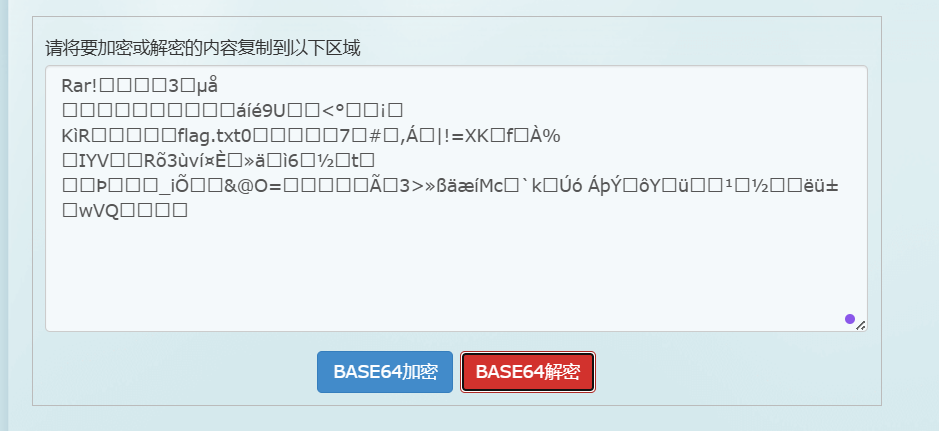 请将要加密或解密的内容复制到以下区域
Rar!□□□□3□µå
□□□□□□□□□□áíé9U□□<°□□¡□
KìR□□□□□flag.txt0□□□□□7□#□,Á□|!=XK□f□À%
□IYV□□Rõ3ùví¤È□»ä□ì6□½□t□
□□Þ□□□_iÕ□□&@O=□□□□□Ã□3>»ßäæíMc□`k□Úó ÁþÝ□ôY□ü□□¹□½□□ëü±
□wVQ□□□□
BASE64加密 BASE64解密